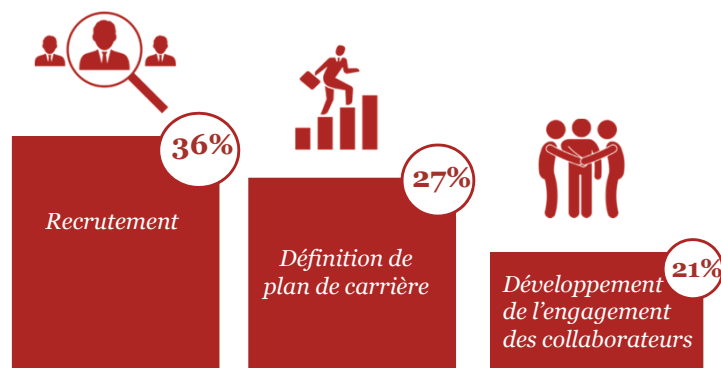 36%
Recrutement
27%
Définition de
plan de carrière
21%
Développement
de l’engagement
des collaborateurs